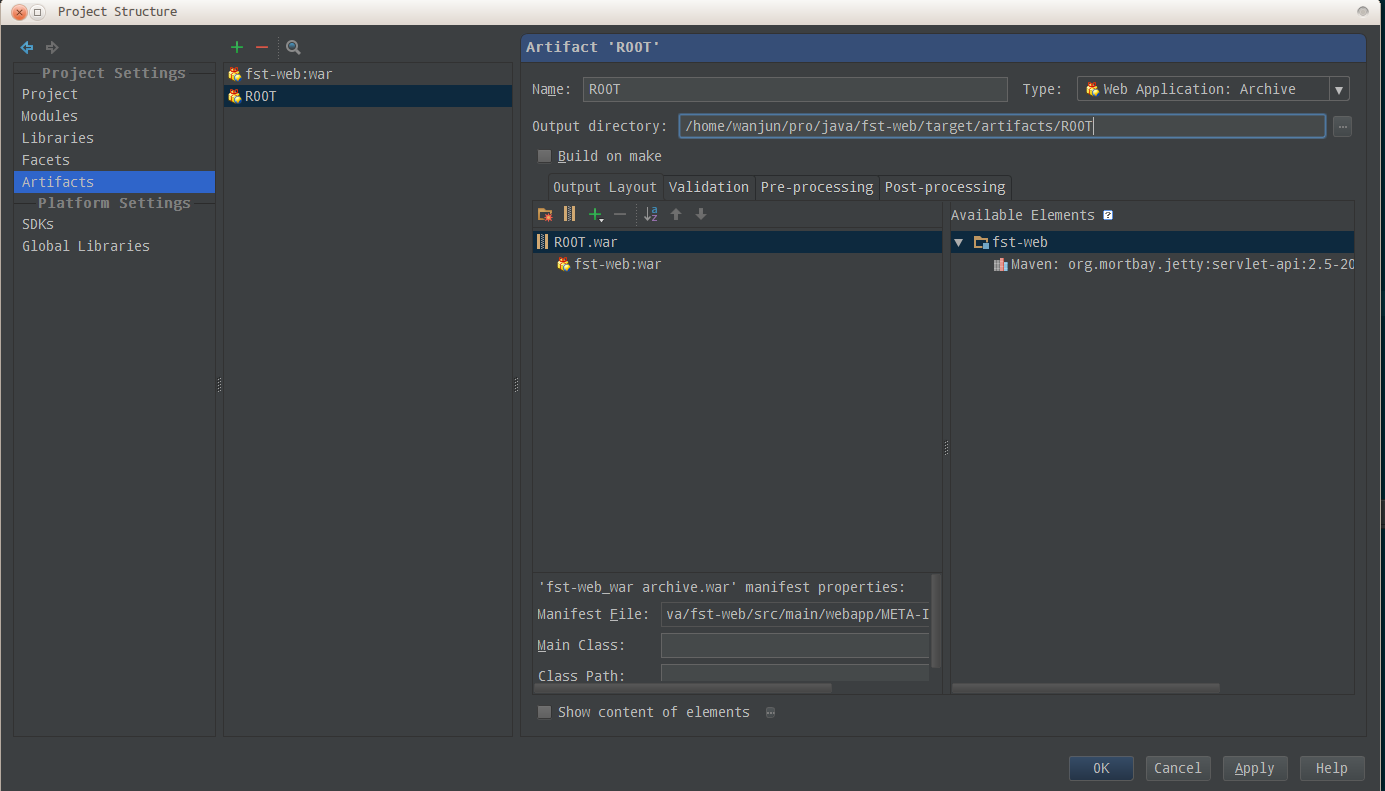 Project Structure
Project Settings
Project
Modules
Libraries
Facets
Artifacts
Platform Settings
SDKs
Global Libraries
fst-web:war
ROOT
Artifact 'ROOT'
Name: ROOT Type: Web Application: Archive
Output directory: /home/wanjun/pro/java/fst-web/target/artifacts/ROOT
Build on make
Output Layout Validation Pre-processing Post-processing
Available Elements ?
ROOT.war
fst-web:war
fst-web
Maven: org.mortbay.jetty:servlet-api:2.5-20
'fst-web_war archive.war' manifest properties:
Manifest File: va/fst-web/src/main/webapp/META-I
Main Class:
Class Path:
Show content of elements
OK Cancel Apply Help